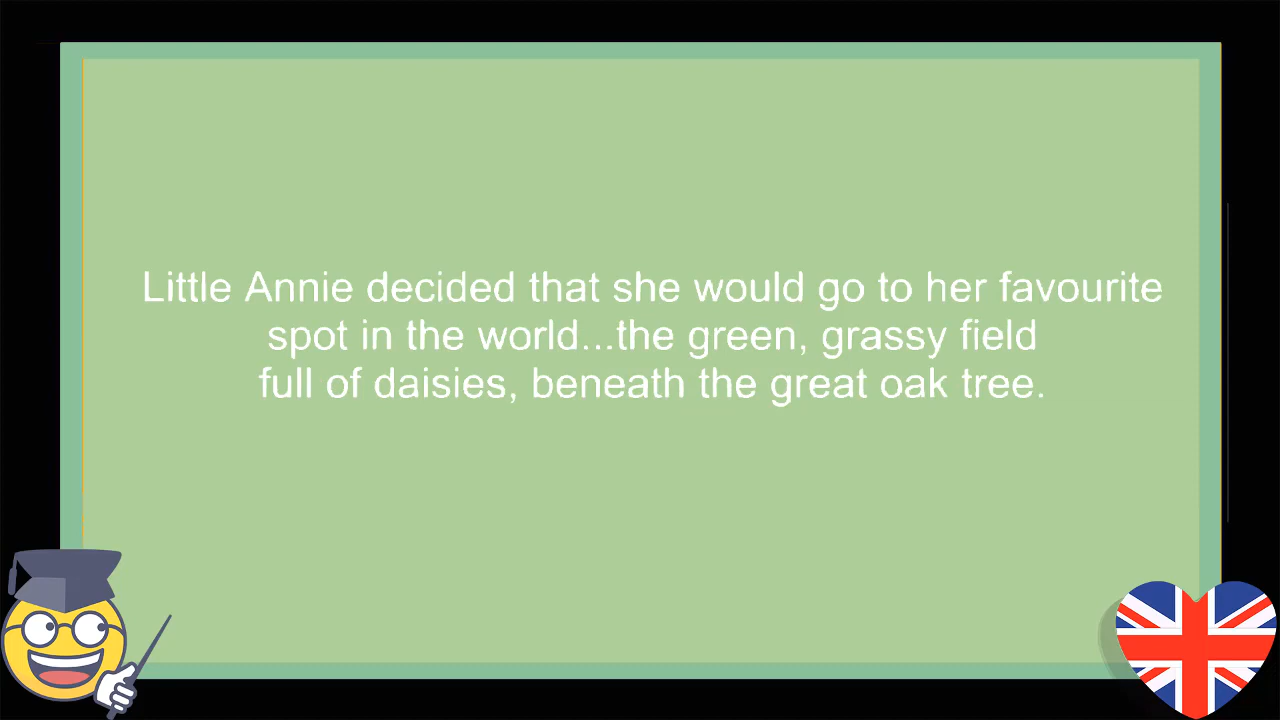 Little Annie decided that she would go to her favourite
spot in the world...the green, grassy field
full of daisies, beneath the great oak tree.